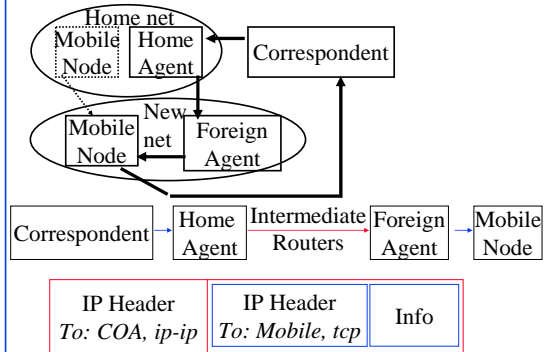 Home net
Mobile
Node
Home
Agent
Correspondent
New
net
Mobile
Node
Foreign
Agent
Correspondent
Home
Agent
Intermediate
Routers
Foreign
Agent
Mobile
Node
IP Header
To: COA, ip-ip
IP Header
To: Mobile, tcp
Info